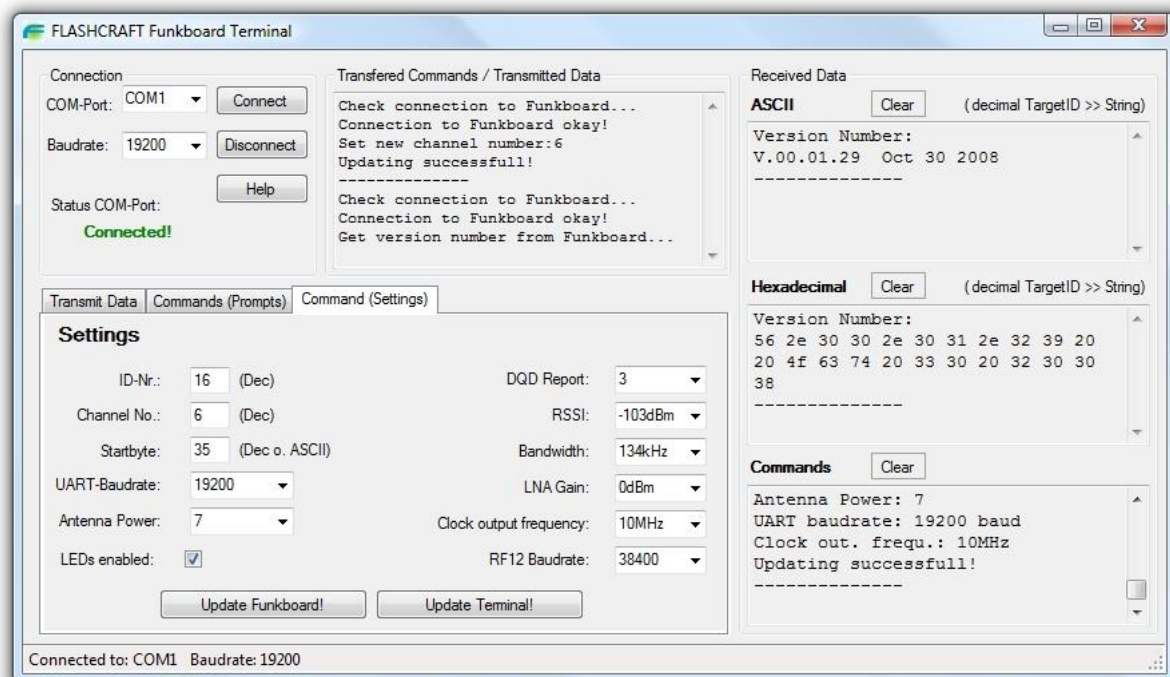 FLASHCRAFT Funkboard Terminal
Connection
COM-Port: COM1 Connect
Baudrate: 19200 Disconnect
Help
Status COM-Port:
Connected!
Transfered Commands / Transmitted Data
Check connection to Funkboard...
Connection to Funkboard okay!
Set new channel number:6
Updating successfull!
--------------
Check connection to Funkboard...
Connection to Funkboard okay!
Get version number from Funkboard...
Transmit Data Commands (Prompts) Command (Settings)
Settings
ID-Nr.: 16 (Dec)
Channel No.: 6 (Dec)
Startbyte: 35 (Dec o. ASCII)
UART-Baudrate: 19200
Antenna Power: 7
LEDs enabled:
DQD Report: 3
RSSI: -103dBm
Bandwidth: 134kHz
LNA Gain: 0dBm
Clock output frequency: 10MHz
RF12 Baudrate: 38400
Update Funkboard! Update Terminal!
Received Data
ASCII Clear ( decimal TargetID >> String)
Version Number:
V.00.01.29  Oct 30 2008
--------------
Hexadecimal Clear ( decimal TargetID >> String)
Version Number:
56 2e 30 30 2e 30 31 2e 32 39 20
20 4f 63 74 20 33 30 20 32 30 30
38
--------------
Commands Clear
Antenna Power: 7
UART baudrate: 19200 baud
Clock out. frequ.: 10MHz
Updating successfull!
--------------
Connected to: COM1 Baudrate: 19200